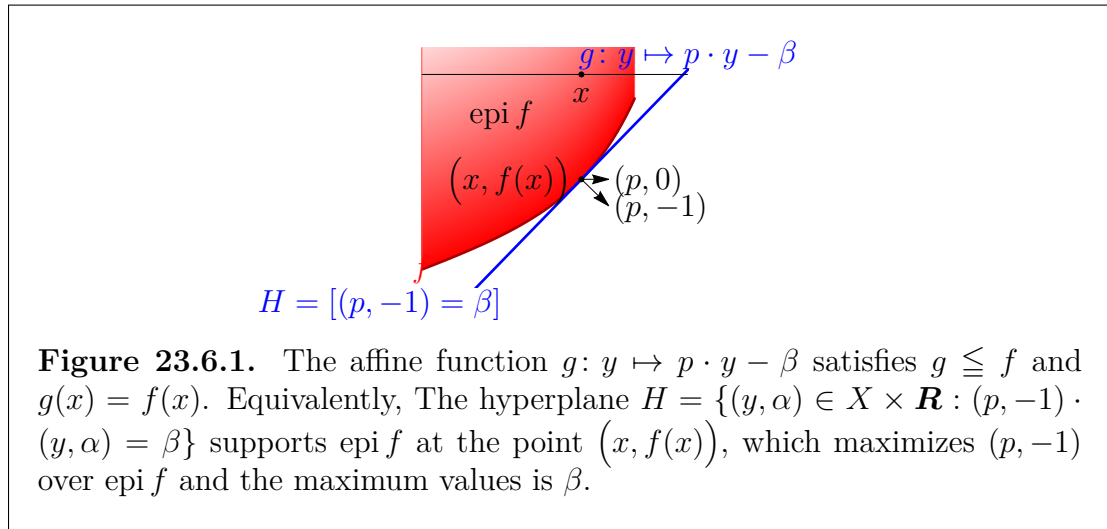 g: y ↦ p · y − β
x
epi f
(x, f(x))
(p, 0)
(p, −1)
f
H = [(p, −1) = β]
Figure 23.6.1. The affine function g: y ↦ p · y − β satisfies g ≦ f and
g(x) = f(x). Equivalently, The hyperplane H = {(y, α) ∈ X × R : (p, −1) ·
(y, α) = β} supports epi f at the point (x, f(x)), which maximizes (p, −1)
over epi f and the maximum values is β.